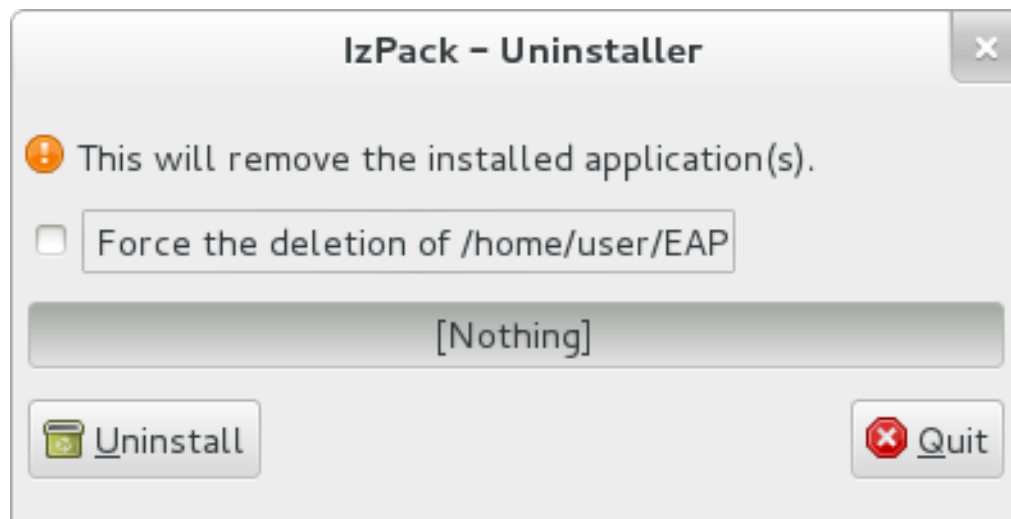 IzPack – Uninstaller
This will remove the installed application(s).
Force the deletion of /home/user/EAP
[Nothing]
Uninstall
Quit